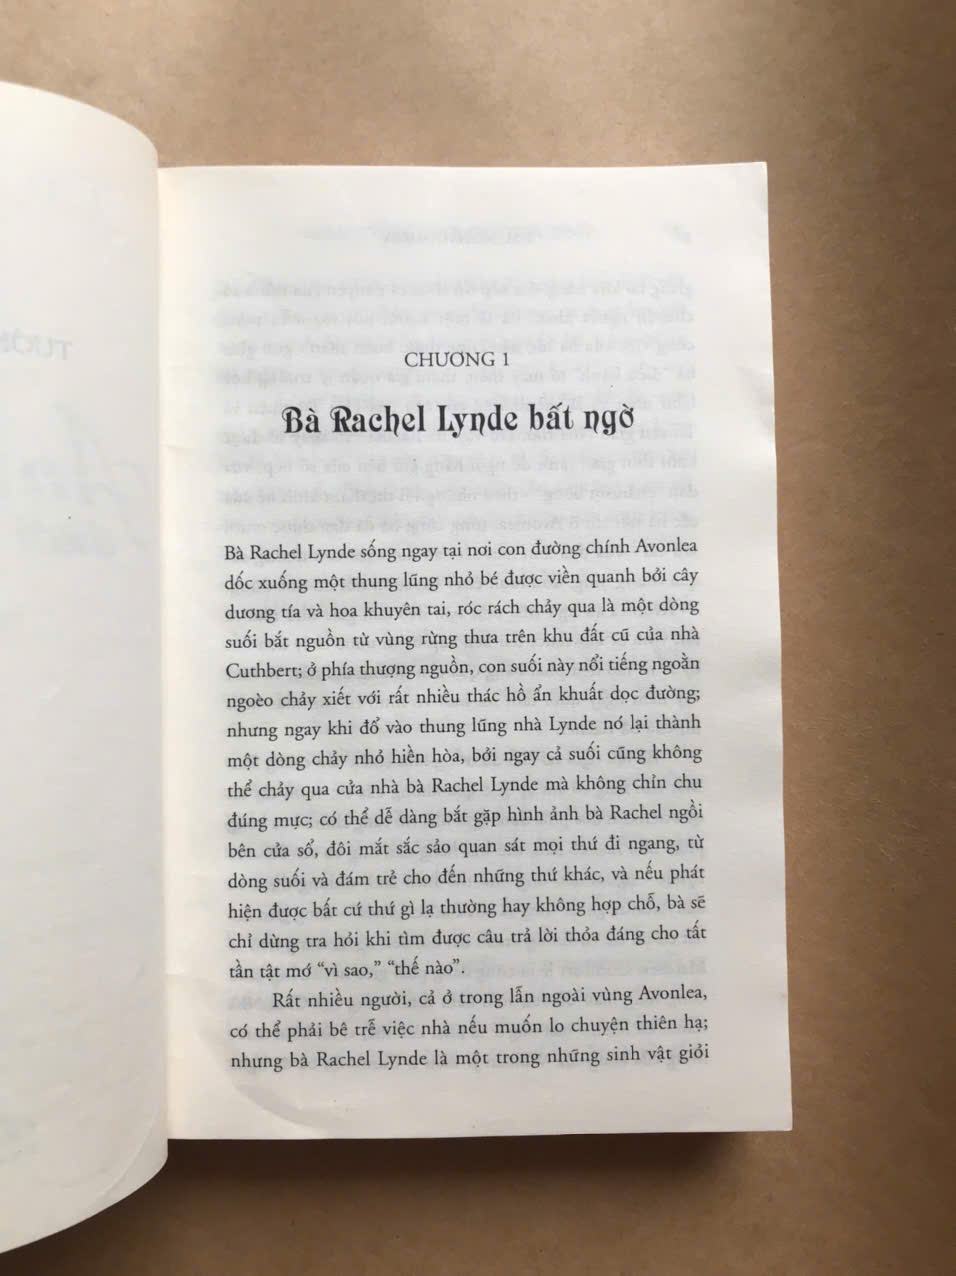 CHƯƠNG 1
Bà Rachel Lynde bất ngờ
Bà Rachel Lynde sống ngay tại nơi con đường chính Avonlea
dốc xuống một thung lũng nhỏ bé được viền quanh bởi cây
dương tía và hoa khuyên tai, róc rách chảy qua là một dòng
suối bắt nguồn từ vùng rừng thưa trên khu đất cũ của nhà
Cuthbert; ở phía thượng nguồn, con suối này nổi tiếng ngoằn
ngoèo chảy xiết với rất nhiều thác hồ ẩn khuất dọc đường;
nhưng ngay khi đổ vào thung lũng nhà Lynde nó lại thành
một dòng chảy nhỏ hiền hòa, bởi ngay cả suối cũng không
thể chảy qua cửa nhà bà Rachel Lynde mà không chỉn chu
đúng mực; có thể dễ dàng bắt gặp hình ảnh bà Rachel ngồi
bên cửa sổ, đôi mắt sắc sảo quan sát mọi thứ đi ngang, từ
dòng suối và đám trẻ cho đến những thứ khác, và nếu phát
hiện được bất cứ thứ gì lạ thường hay không hợp chỗ, bà sẽ
chỉ dừng tra hỏi khi tìm được câu trả lời thỏa đáng cho tất
tần tật mớ “vì sao,” “thế nào”.
Rất nhiều người, cả ở trong lẫn ngoài vùng Avonlea,
có thể phải bê trễ việc nhà nếu muốn lo chuyện thiên hạ;
nhưng bà Rachel Lynde là một trong những sinh vật giỏi